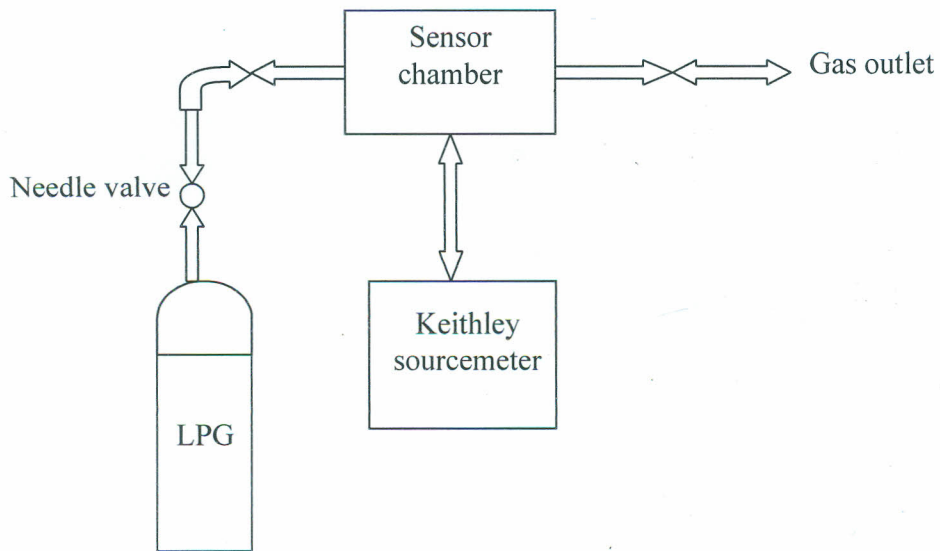 Sensor
chamber
Gas outlet
Needle valve
Keithley
sourcemeter
LPG